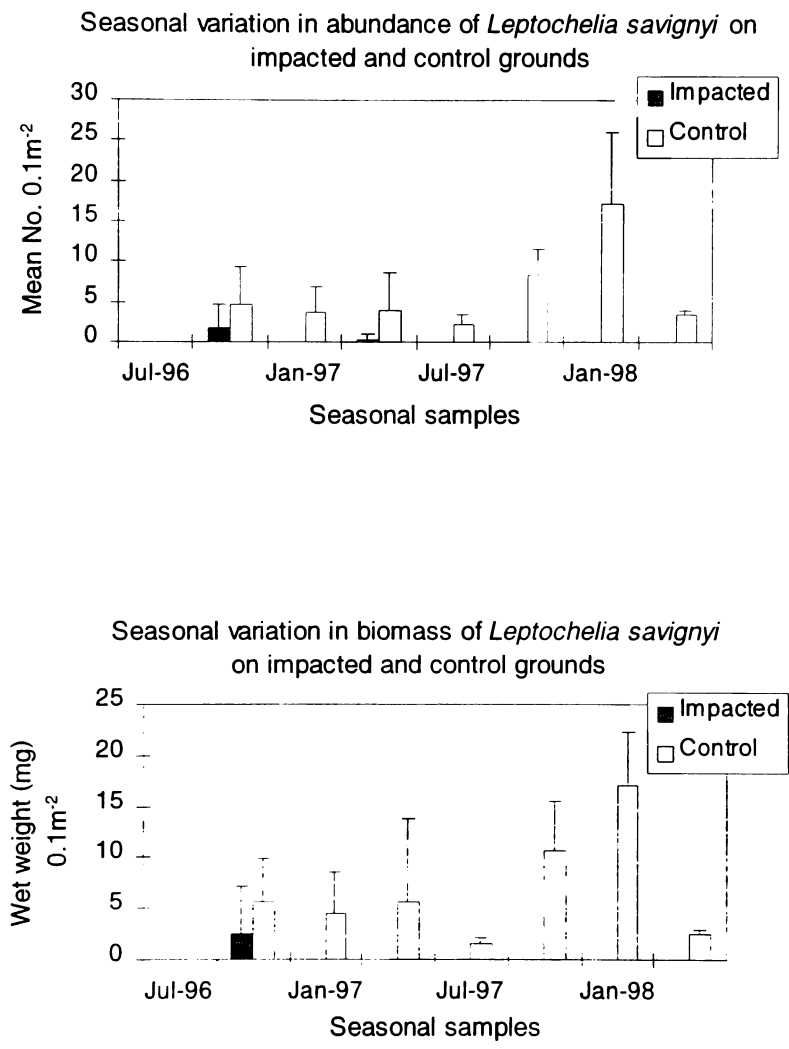 Seasonal variation in abundance of Leptochelia savignyi on
impacted and control grounds
Impacted
Control
30
25
20
15
10
5
0
Mean No. 0.1m⁻²
Jul-96 Jan-97 Jul-97 Jan-98
Seasonal samples
Seasonal variation in biomass of Leptochelia savignyi
on impacted and control grounds
Impacted
Control
25
20
15
10
5
0
Wet weight (mg)
0.1m⁻²
Jul-96 Jan-97 Jul-97 Jan-98
Seasonal samples